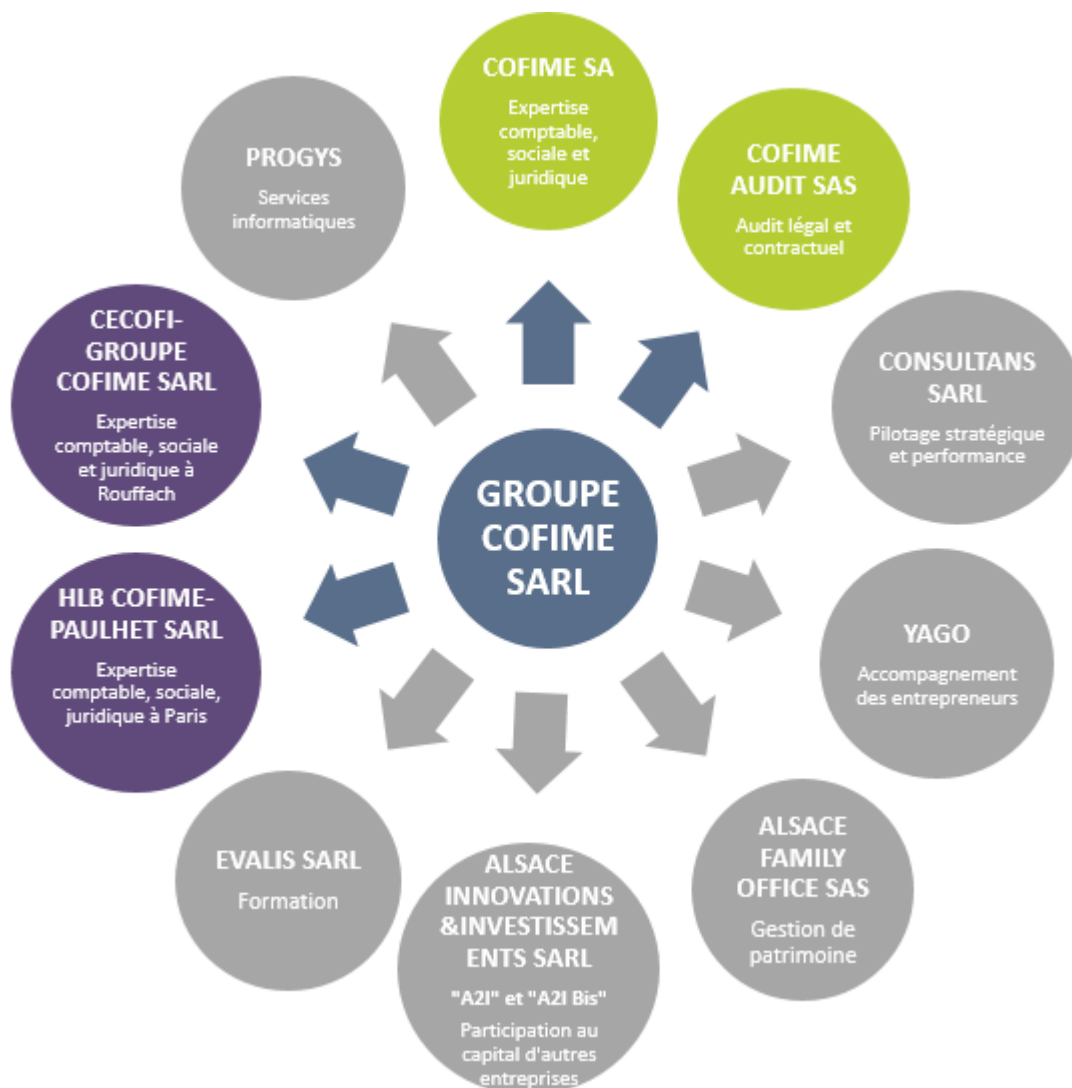 COFIME SA
Expertise
comptable,
sociale et
juridique
COFIME
AUDIT SAS
Audit légal et
contractuel
CONSULTANS
SARL
Pilotage stratégique
et performance
YAGO
Accompagnement
des entrepreneurs
ALSACE
FAMILY
OFFICE SAS
Gestion de
patrimoine
ALSACE
INNOVATIONS
&INVESTISSEM
ENTS SARL
"A2I" et "A2I Bis"
Participation au
capital d'autres
entreprises
EVALIS SARL
Formation
HLB COFIME-
PAULHET SARL
Expertise
comptable, sociale,
juridique à Paris
CECOFI-
GROUPE
COFIME SARL
Expertise
comptable, sociale
et juridique à
Rouffach
PROGYS
Services
informatiques
GROUPE
COFIME
SARL